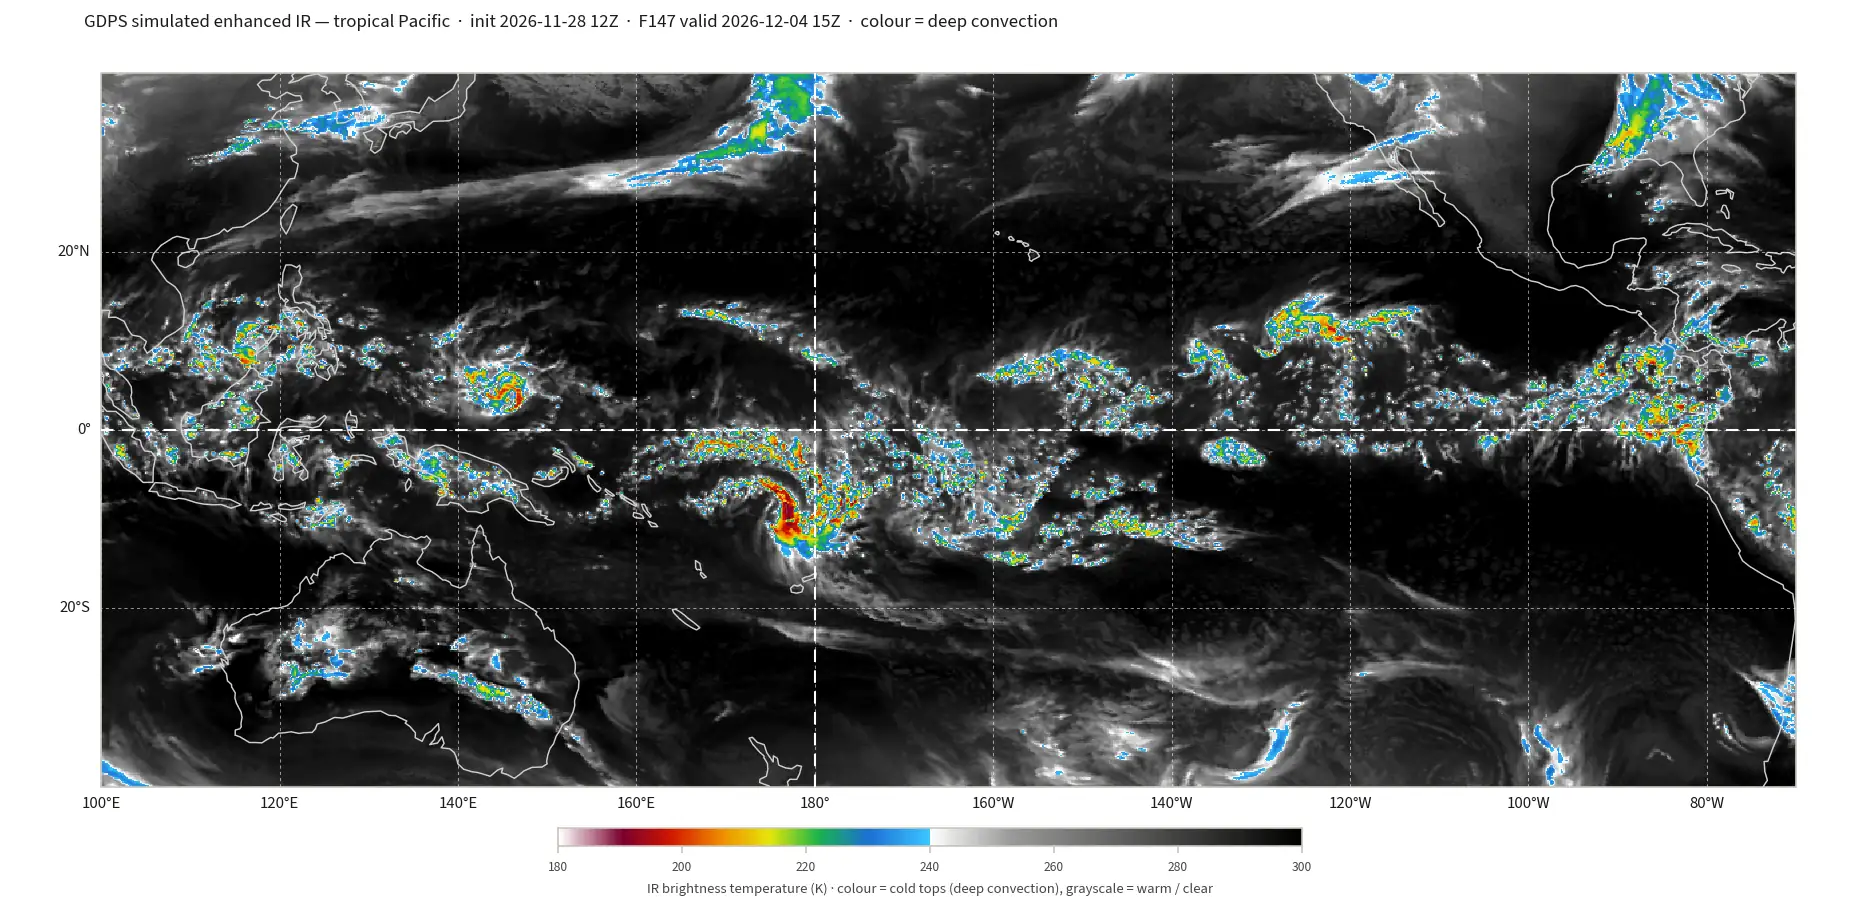 GDPS simulated enhanced IR — tropical Pacific · init 2026-11-28 12Z · F147 valid 2026-12-04 15Z · colour = deep convection
20°N
0°
20°S
100°E 120°E 140°E 160°E 180° 160°W 140°W 120°W 100°W 80°W
180 200 220 240 260 280 300
IR brightness temperature (K) · colour = cold tops (deep convection), grayscale = warm / clear